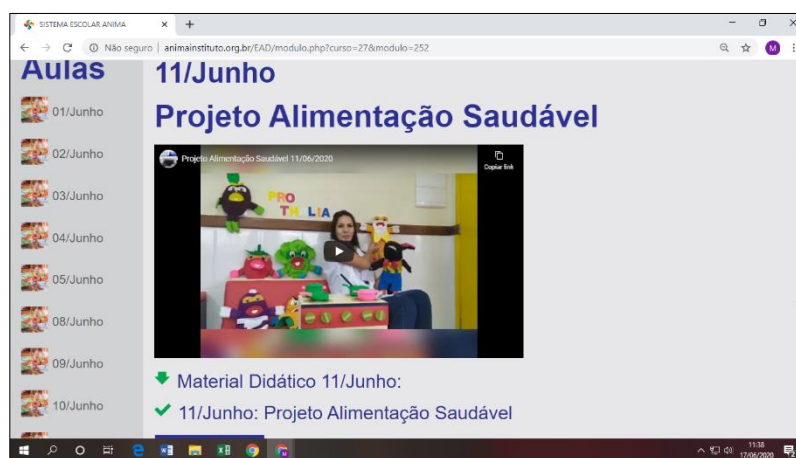 SISTEMA ESCOLAR ANIMA
Não seguro | animainstituto.org.br/EAD/modulo.php?curso=27&modulo=252
M
Aulas
01/Junho
02/Junho
03/Junho
04/Junho
05/Junho
08/Junho
09/Junho
10/Junho
11/Junho
Projeto Alimentação Saudável
Projeto Alimentação Saudável 11/06/2020
Copiar link
PRO
THALIA
Material Didático 11/Junho:
11/Junho: Projeto Alimentação Saudável
11:38
17/06/2020